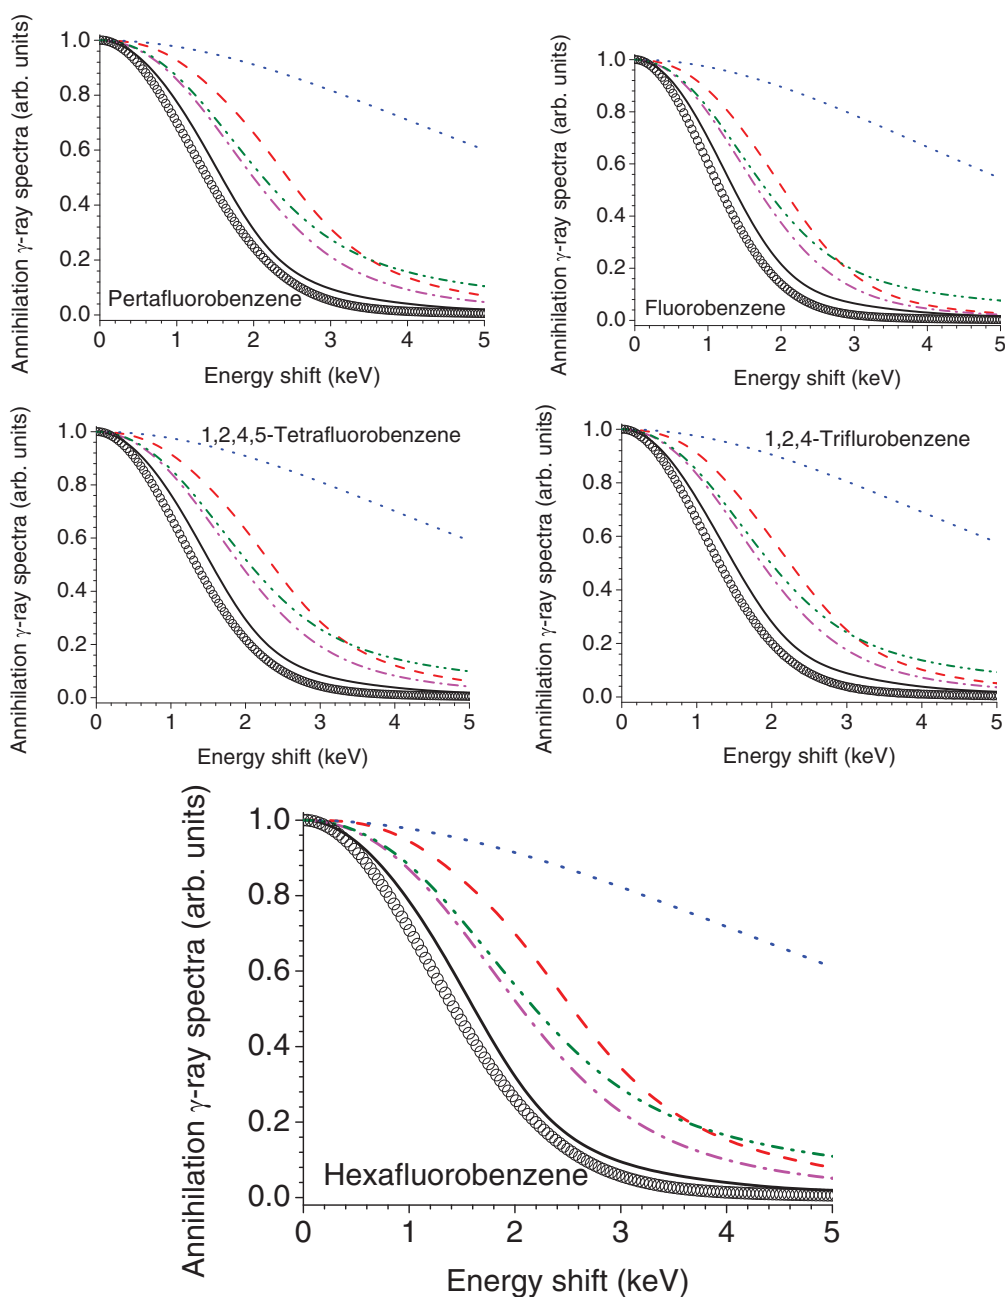 Annihilation γ-ray spectra (arb. units)
1.0
0.8
0.6
0.4
0.2
0.0
Pertafluorobenzene
0 1 2 3 4 5
Energy shift (keV)
Annihilation γ-ray spectra (arb. units)
1.0
0.8
0.6
0.4
0.2
0.0
Fluorobenzene
0 1 2 3 4 5
Energy shift (keV)
Annihilation γ-ray spectra (arb. units)
1,2,4,5-Tetrafluorobenzene
1.0
0.8
0.6
0.4
0.2
0.0
0 1 2 3 4 5
Energy shift (keV)
Annihilation γ-ray spectra (arb. units)
1,2,4-Triflurobenzene
1.0
0.8
0.6
0.4
0.2
0.0
0 1 2 3 4 5
Energy shift (keV)
Annihilation γ-ray spectra (arb. units)
1.0
0.8
0.6
0.4
0.2
0.0
Hexafluorobenzene
0 1 2 3 4 5
Energy shift (keV)